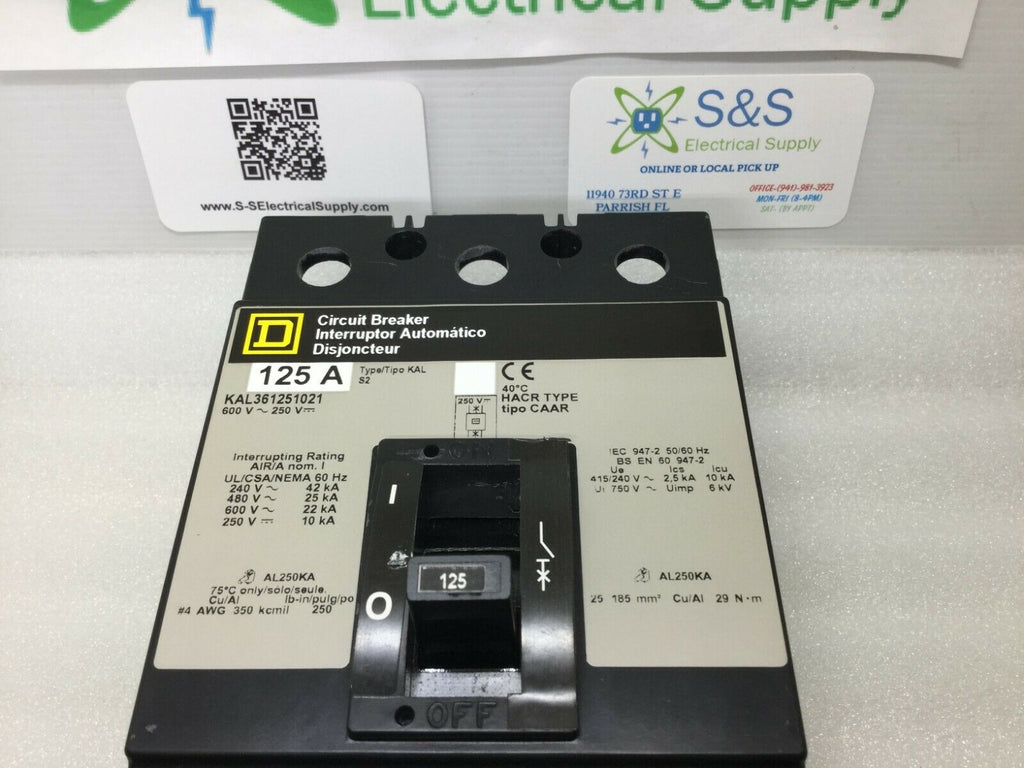 Electrical Supply
www.S-SElectricalSupply.com
S&S
Electrical Supply
ONLINE OR LOCAL PICK UP
11940 73RD ST E
PARRISH FL
OFFICE-(941)-981-3923
MON-FRI (8-4PM)
SAT- (BY APPT)
D
Circuit Breaker
Interruptor Automático
Disjoncteur
125 A
Type/Tipo KAL
S2
KAL361251021
600 V ~ 250 V ⎓
CE
40°C
HACR TYPE
tipo CAAR
250 V ⎓
Interrupting Rating
AIR/A nom. I
UL/CSA/NEMA 60 Hz
240 V ~ 42 kA
480 V ~ 25 kA
600 V ~ 22 kA
250 V ⎓ 10 kA
AL250KA
75°C only/sólo/seule.
Cu/Al lb-in/pulg/po
#4 AWG 350 kcmil 250
IEC 947-2 50/60 Hz
BS EN 60 947-2
Ue Ics Icu
415/240 V ~ 2,5 kA 10 kA
Ui 750 V ~ Uimp 6 kV
AL250KA
25 185 mm² Cu/Al 29 N·m
I
125
O
OFF